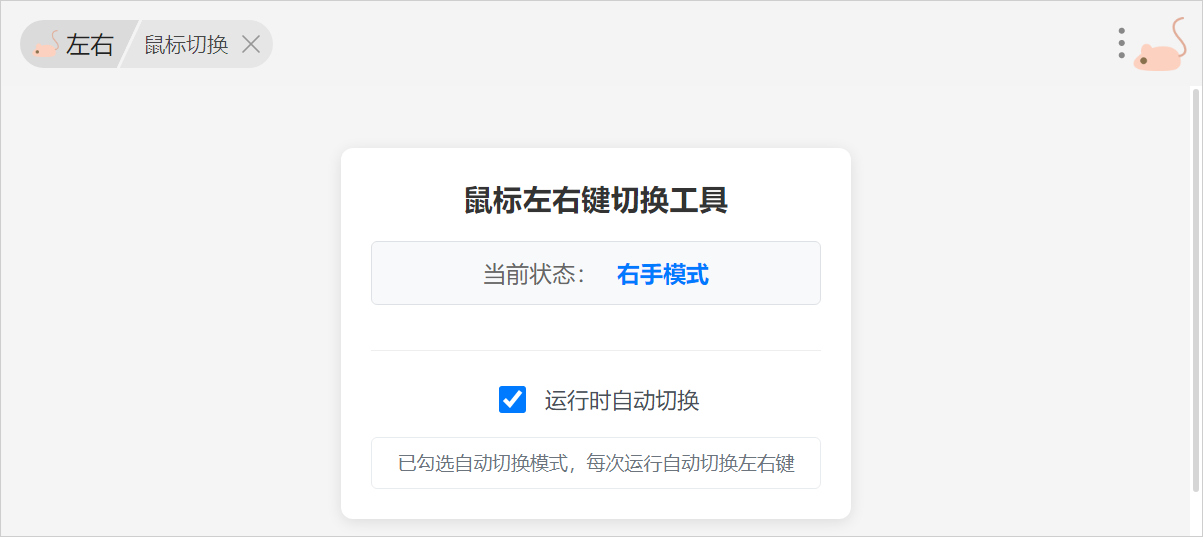 左右 鼠标切换
鼠标左右键切换工具
当前状态： 右手模式
运行时自动切换
已勾选自动切换模式，每次运行自动切换左右键